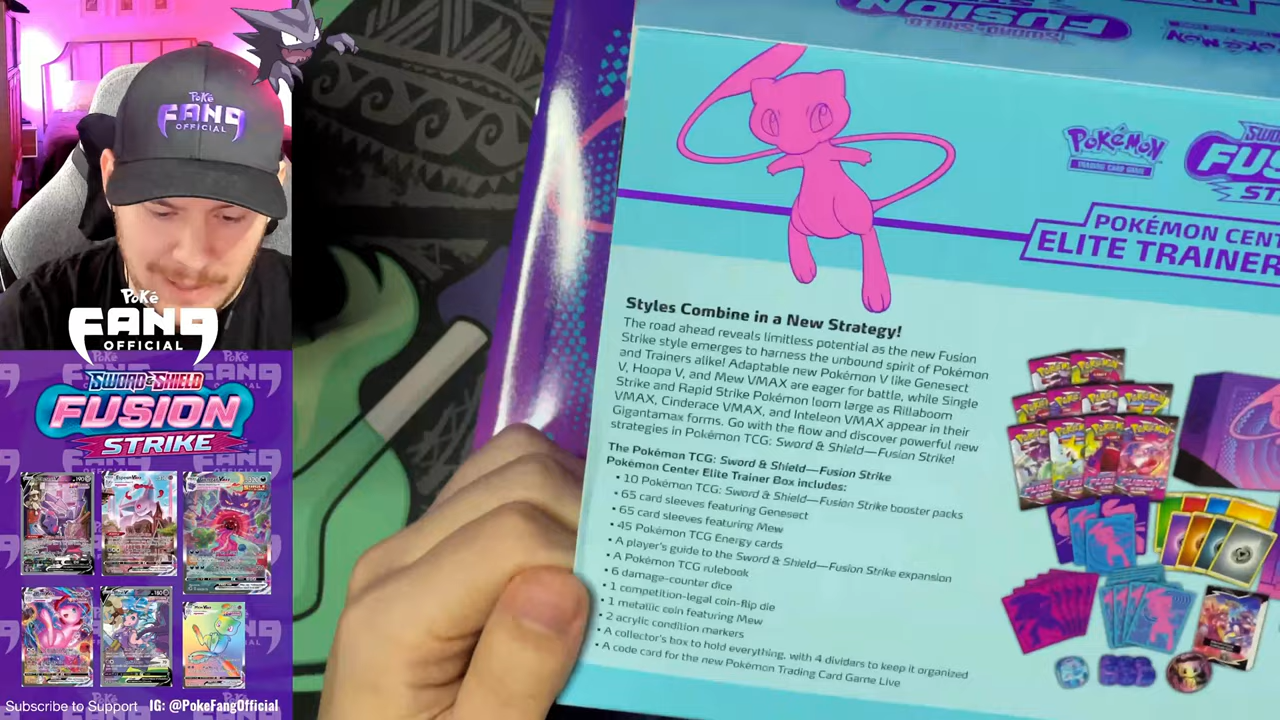 Poké
FANG
OFFICIAL
Poké
FANG
OFFICIAL
SWORD & SHIELD
FUSION
STRIKE
Subscribe to Support IG: @PokeFangOfficial
FUSION
Pokémon
TRADING CARD GAME
POKÉMON CENT
ELITE TRAINER
Styles Combine in a New Strategy!
The road ahead reveals limitless potential as the new Fusion
Strike style emerges to harness the unbound spirit of Pokémon
and Trainers alike! Adaptable new Pokémon V like Genesect
V, Hoopa V, and Mew VMAX are eager for battle, while Single
Strike and Rapid Strike Pokémon loom large as Rillaboom
VMAX, Cinderace VMAX, and Inteleon VMAX appear in their
Gigantamax forms. Go with the flow and discover powerful new
strategies in Pokémon TCG: Sword & Shield—Fusion Strike!
The Pokémon TCG: Sword & Shield—Fusion Strike
Pokémon Center Elite Trainer Box includes:
• 10 Pokémon TCG: Sword & Shield—Fusion Strike booster packs
• 65 card sleeves featuring Genesect
• 65 card sleeves featuring Mew
• 45 Pokémon TCG Energy cards
• A player's guide to the Sword & Shield—Fusion Strike expansion
• A Pokémon TCG rulebook
• 6 damage-counter dice
• 1 competition-legal coin-flip die
• 1 metallic coin featuring Mew
• 2 acrylic condition markers
• A collector's box to hold everything, with 4 dividers to keep it organized
• A code card for the new Pokémon Trading Card Game Live